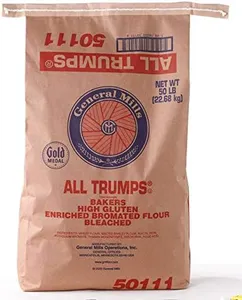 50111
ALL TRUMPS®
NET WT
50 LB
(22.68 kg)
General Mills
Gold
MEDAL
ALL TRUMPS®
BAKERS
HIGH GLUTEN
ENRICHED BROMATED FLOUR
BLEACHED
General Mills Operations, Inc.
50111